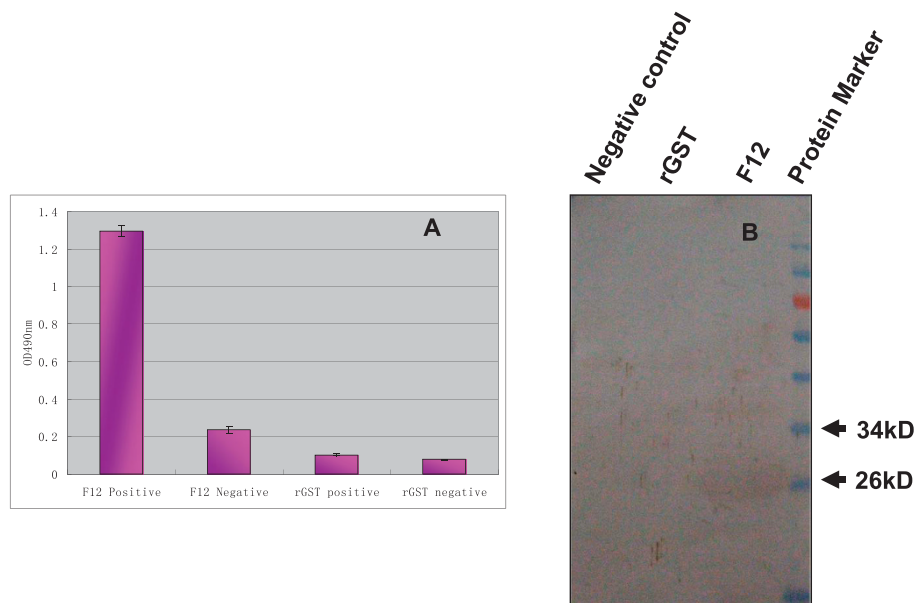 A
1.4
1.2
1
0.8
0.6
0.4
0.2
0
OD490nm
F12 Positive
F12 Negative
rGST positive
rGST negative
Negative control
rGST
F12
Protein Marker
B
34kD
26kD